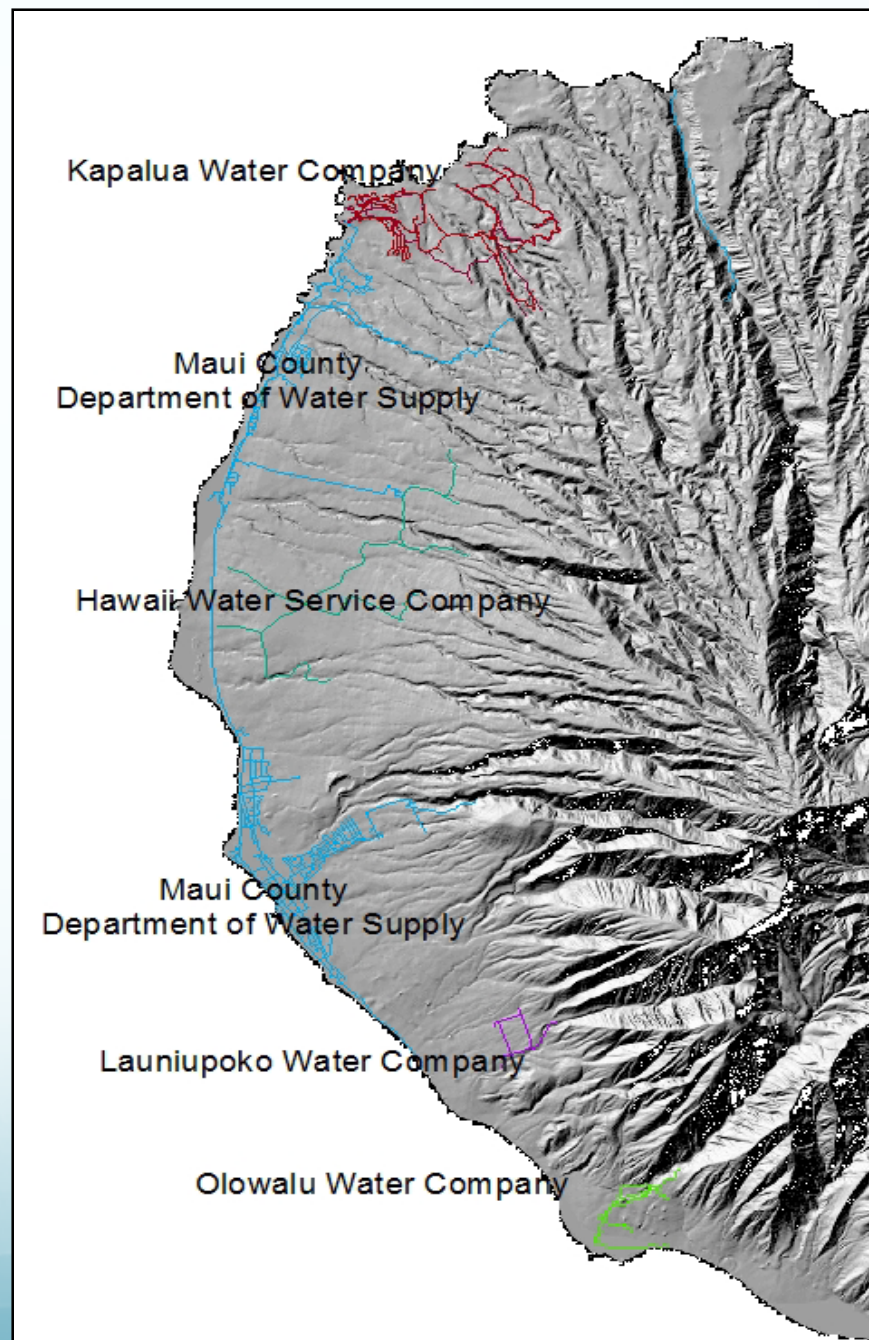 Kapalua Water Company
Maui County
Department of Water Supply
Hawaii Water Service Company
Maui County
Department of Water Supply
Launiupoko Water Company
Olowalu Water Company